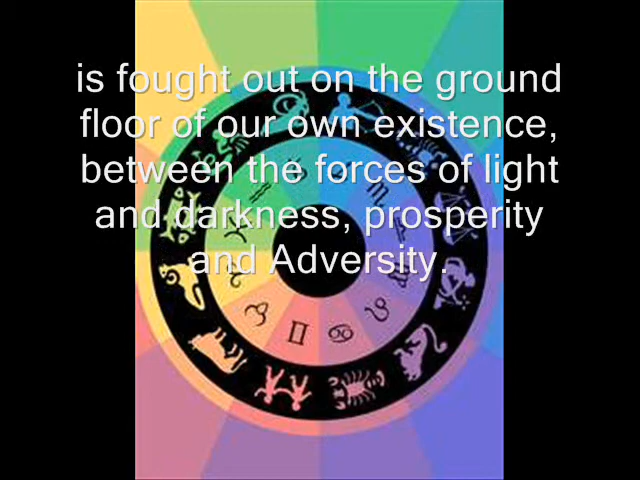 is fought out on the ground
floor of our own existence,
between the forces of light
and darkness, prosperity
and Adversity.